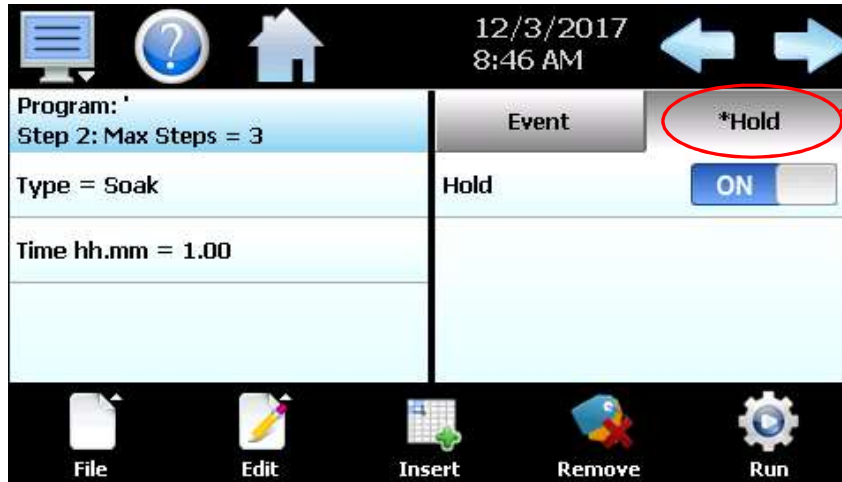 ?
12/3/2017
8:46 AM
Program: '
Step 2: Max Steps = 3
Type = Soak
Time hh.mm = 1.00
Event
*Hold
Hold
ON
File
Edit
Insert
Remove
Run